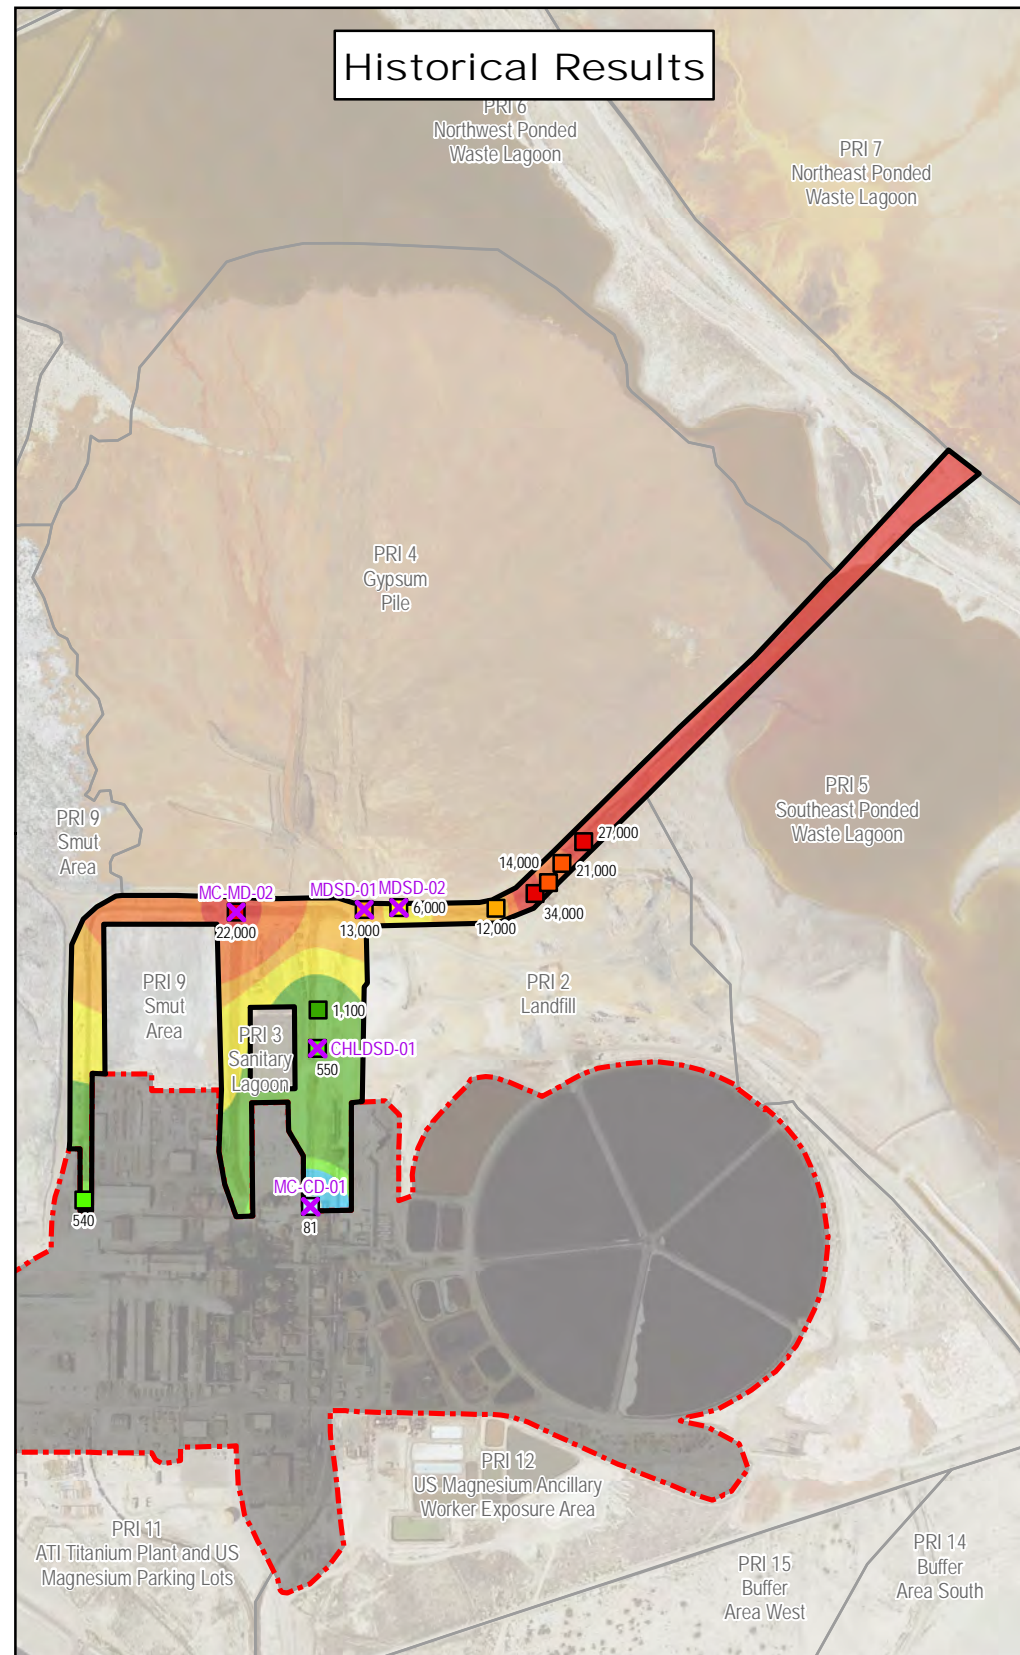 Historical Results
PRI 6
Northwest Ponded
Waste Lagoon
PRI 7
Northeast Ponded
Waste Lagoon
PRI 4
Gypsum
Pile
PRI 5
Southeast Ponded
Waste Lagoon
PRI 9
Smut
Area
27,000
14,000
21,000
34,000
12,000
MC-MD-02
22,000
MDSD-01
13,000
MDSD-02
6,000
PRI 9
Smut
Area
PRI 2
Landfill
1,100
PRI 3
Sanitary
Lagoon
CHLDSD-01
550
MC-CD-01
81
540
PRI 12
US Magnesium Ancillary
Worker Exposure Area
PRI 11
ATI Titanium Plant and US
Magnesium Parking Lots
PRI 15
Buffer
Area West
PRI 14
Buffer
Area South